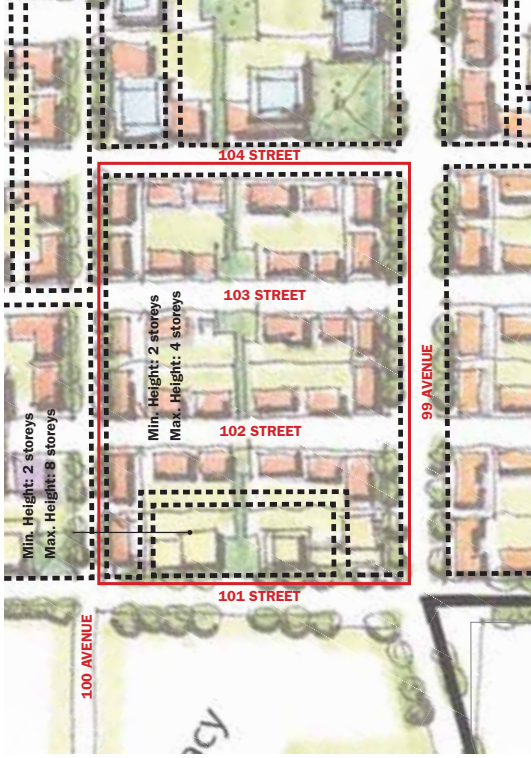 104 STREET
103 STREET
Min. Height: 2 storeys
Max. Height: 4 storeys
99 AVENUE
102 STREET
Min. Height: 2 storeys
Max. Height: 8 storeys
101 STREET
100 AVENUE
acy